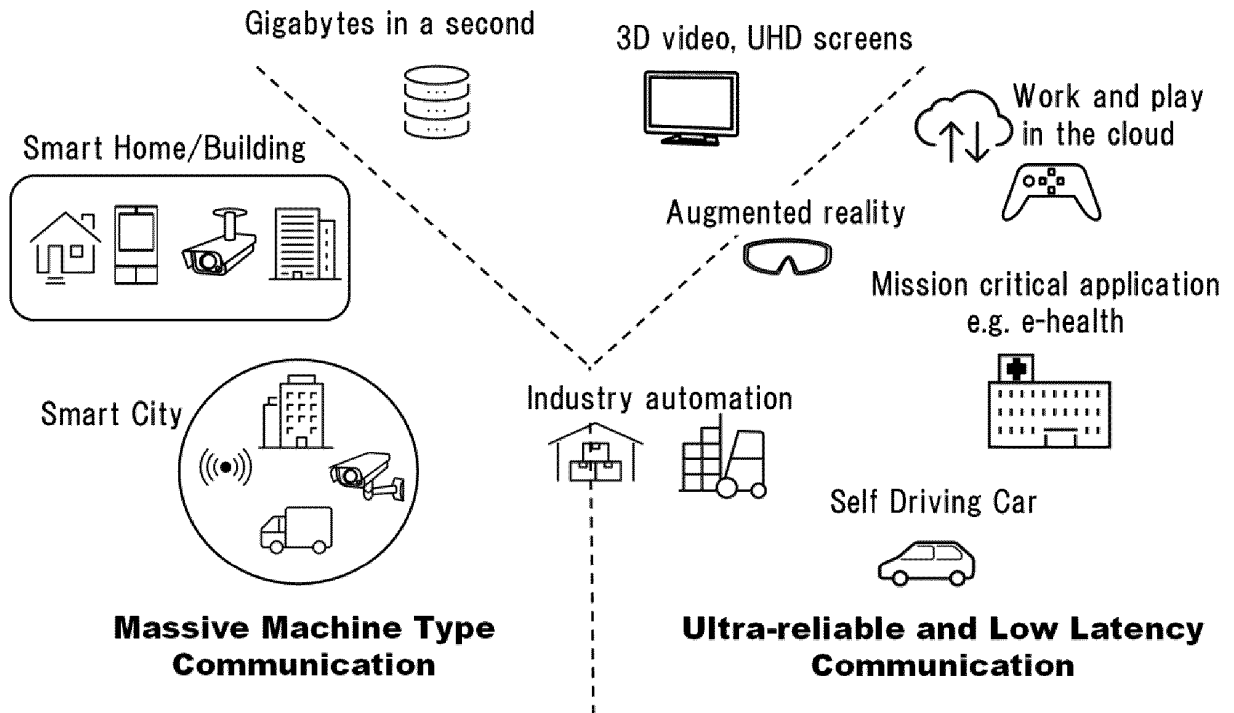 Gigabytes in a second
3D video, UHD screens
Work and play
in the cloud
Smart Home/Building
Augmented reality
Mission critical application
e.g. e-health
Industry automation
Smart City
Self Driving Car
Massive Machine Type
Communication
Ultra-reliable and Low Latency
Communication